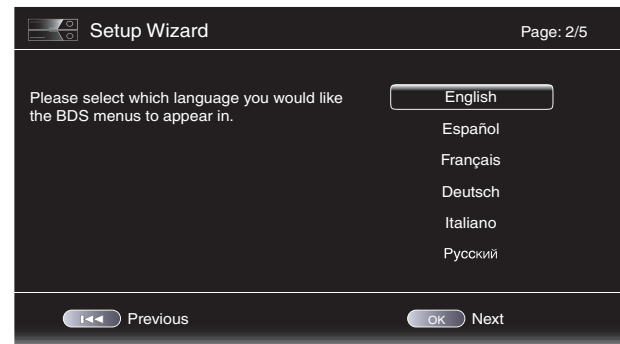 Setup Wizard
Page: 2/5
Please select which language you would like
the BDS menus to appear in.
English
Español
Français
Deutsch
Italiano
Русский
Previous
OK Next